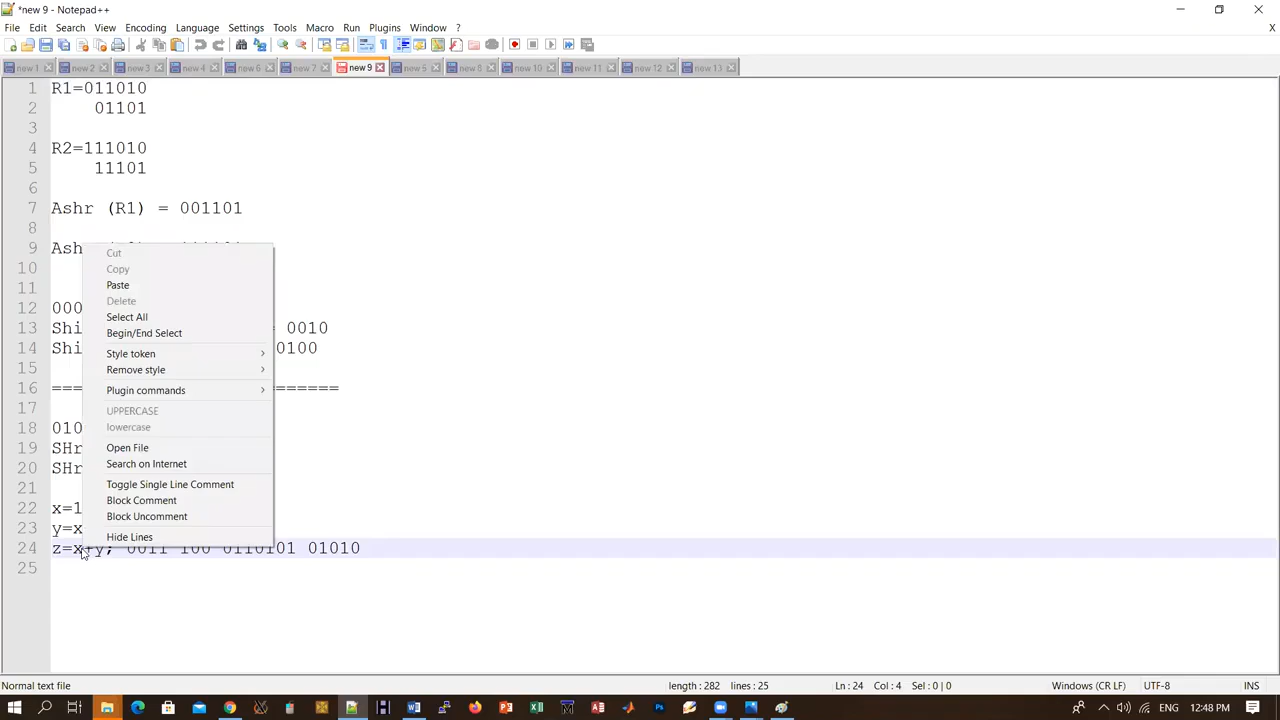 *new 9 - Notepad++
File Edit Search View Encoding Language Settings Tools Macro Run Plugins Window ? X
new 1 new 2 new 3 new 4 new 6 new 7 new 9 new 5 new 8 new 10 new 11 new 12 new 13
1 R1=011010
2 01101
3
4 R2=111010
5 11101
6
7 Ashr (R1) = 001101
8
9 Ash
10
11
12 000
13 Shi = 0010
14 Shi 0100
15
16 === =======
17
18 010
19 SHr
20 SHr
21
22 x=1
23 y=x
24 z=x+y; 0011 100 0110101 01010
25
Cut
Copy
Paste
Delete
Select All
Begin/End Select
Style token
Remove style
Plugin commands
UPPERCASE
lowercase
Open File
Search on Internet
Toggle Single Line Comment
Block Comment
Block Uncomment
Hide Lines
Normal text file length : 282 lines : 25 Ln : 24 Col : 4 Sel : 0 | 0 Windows (CR LF) UTF-8 INS
ENG 12:48 PM